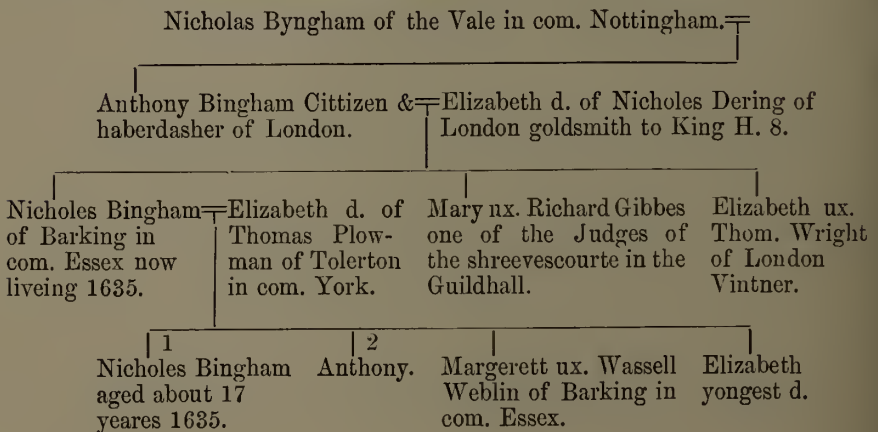 Nicholas Byngham of the Vale in com. Nottingham.
Anthony Bingham Cittizen &
haberdasher of London.
Elizabeth d. of Nicholes Dering of
London goldsmith to King H. 8.
Nicholes Bingham
of Barking in
com. Essex now
liveing 1635.
Elizabeth d. of
Thomas Plow-
man of Tolerton
in com. York.
Mary ux. Richard Gibbes
one of the Judges of
the shreevescourte in the
Guildhall.
Elizabeth ux.
Thom. Wright
of London
Vintner.
1
Nicholes Bingham
aged about 17
yeares 1635.
2
Anthony.
Margerett ux. Wassell
Weblin of Barking in
com. Essex.
Elizabeth
yongest d.